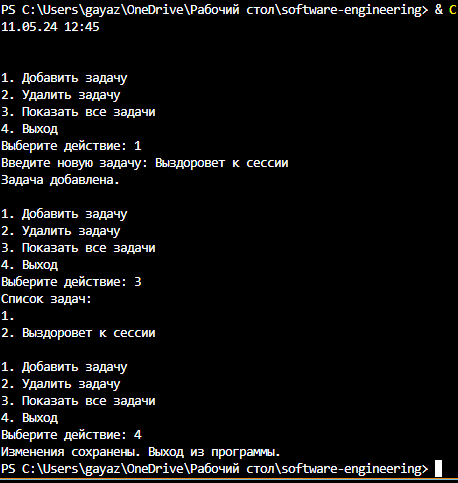 PS C:\Users\gayaz\OneDrive\Рабочий стол\software-engineering> & C
11.05.24 12:45
1. Добавить задачу
2. Удалить задачу
3. Показать все задачи
4. Выход
Выберите действие: 1
Введите новую задачу: Выздоровет к сессии
Задача добавлена.
1. Добавить задачу
2. Удалить задачу
3. Показать все задачи
4. Выход
Выберите действие: 3
Список задач:
1.
2. Выздоровет к сессии
1. Добавить задачу
2. Удалить задачу
3. Показать все задачи
4. Выход
Выберите действие: 4
Изменения сохранены. Выход из программы.
PS C:\Users\gayaz\OneDrive\Рабочий стол\software-engineering>